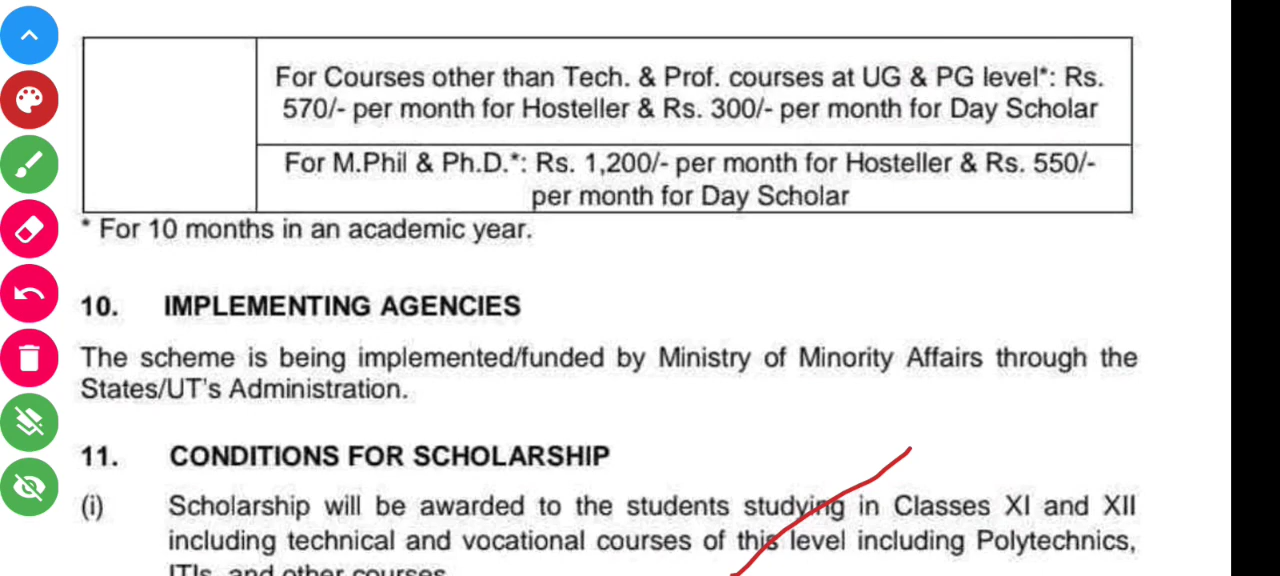 For Courses other than Tech. & Prof. courses at UG & PG level*: Rs.
570/- per month for Hosteller & Rs. 300/- per month for Day Scholar
For M.Phil & Ph.D.*: Rs. 1,200/- per month for Hosteller & Rs. 550/-
per month for Day Scholar
* For 10 months in an academic year.
10. IMPLEMENTING AGENCIES
The scheme is being implemented/funded by Ministry of Minority Affairs through the
States/UT's Administration.
11. CONDITIONS FOR SCHOLARSHIP
(i) Scholarship will be awarded to the students studying in Classes XI and XII
including technical and vocational courses of this level including Polytechnics,
ITIs, and other courses.